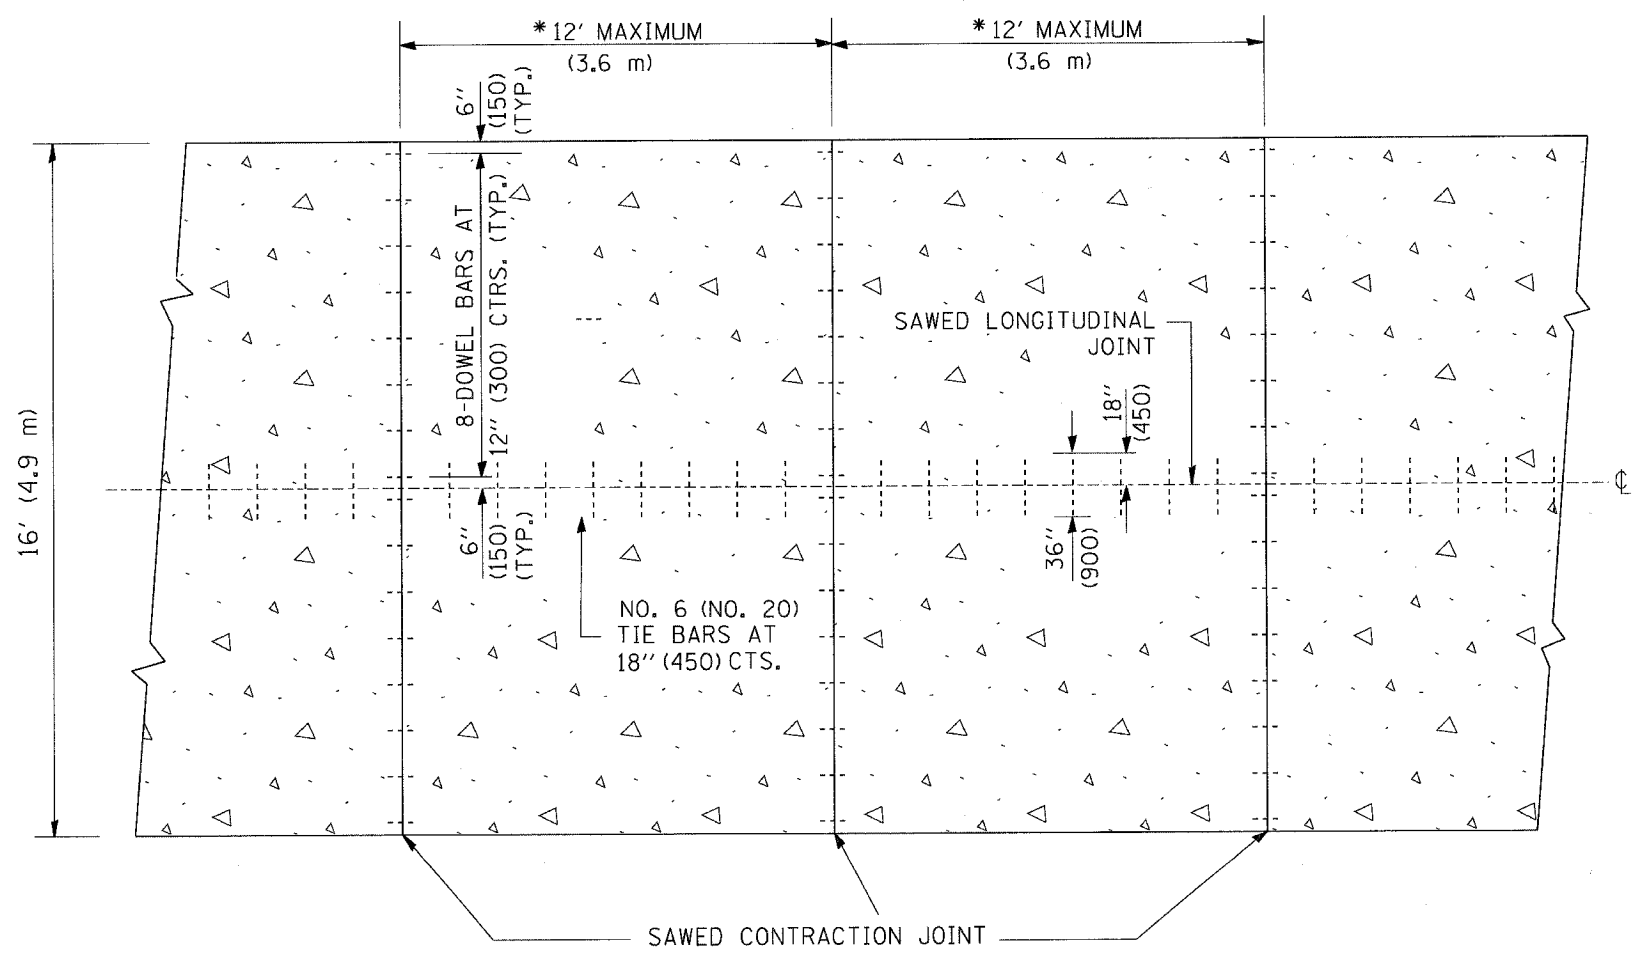 *12' MAXIMUM
(3.6 m)
*12' MAXIMUM
(3.6 m)
6"
(150)
(TYP.)
8-DOWEL BARS AT
12" (300) CTRS. (TYP.)
SAWED LONGITUDINAL
JOINT
18"
(450)
16' (4.9 m)
℄
6"
(150)
(TYP.)
36"
(900)
NO. 6 (NO. 20)
TIE BARS AT
18" (450) CTS.
SAWED CONTRACTION JOINT